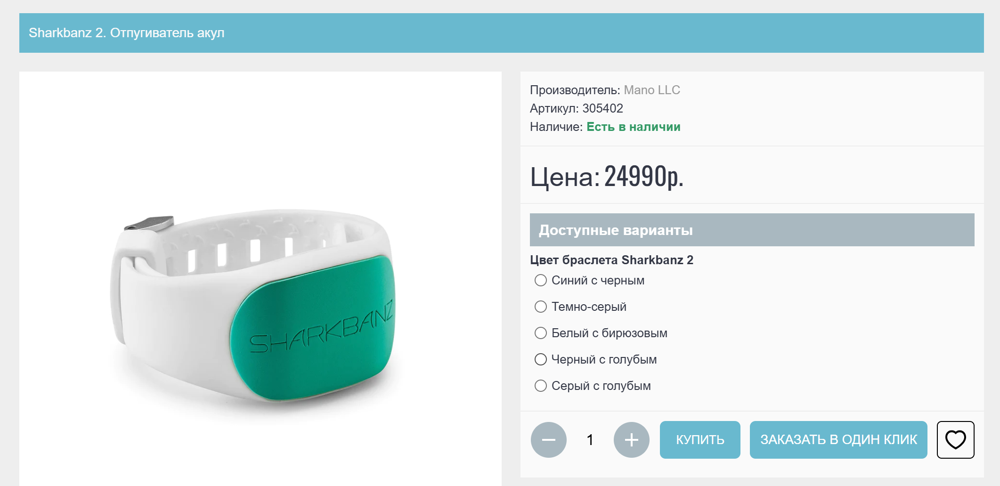 Sharkbanz 2. Отпугиватель акул
SHARKBANZ
Производитель: Mano LLC
Артикул: 305402
Наличие: Есть в наличии
Цена: 24990р.
Доступные варианты
Цвет браслета Sharkbanz 2
Синий с черным
Темно-серый
Белый с бирюзовым
Черный с голубым
Серый с голубым
1
КУПИТЬ
ЗАКАЗАТЬ В ОДИН КЛИК